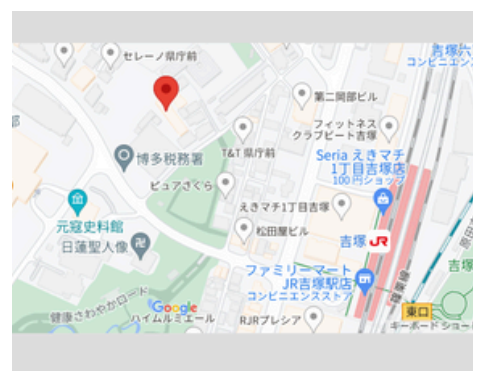 セレーノ県庁前
吉塚六
コンビニエンス
第二岡部ビル
フィットネス
クラブビート吉塚
部
博多税務署
T&T 県庁前
Seria えきマチ
1丁目吉塚店
100円ショップ
ピュアさくら
えきマチ1丁目吉塚
元寇史料館
松田屋ビル
吉塚 JR
日蓮聖人像
原田
吉塚
ファミリーマート
JR吉塚駅店
コンビニエンスストア
篠栗線
健康さわやかロード
Google
ハイムルミエール
RJRプレシア
東口
キーボード ショー